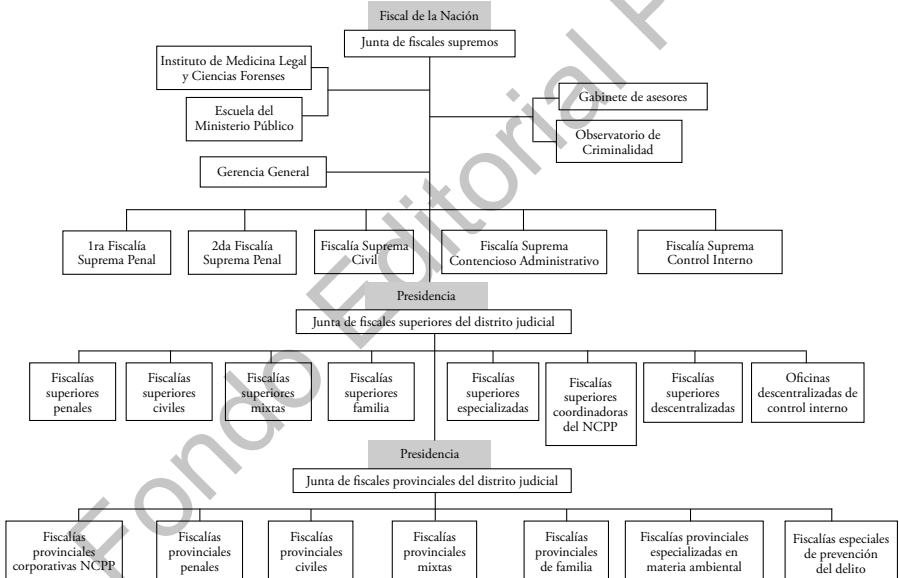 Fiscal de la Nación
Junta de fiscales supremos
Instituto de Medicina Legal
y Ciencias Forenses
Escuela del
Ministerio Público
Gabinete de asesores
Observatorio de
Criminalidad
Gerencia General
1ra Fiscalía
Suprema Penal
2da Fiscalía
Suprema Penal
Fiscalía Suprema
Civil
Fiscalía Suprema
Contencioso Administrativo
Fiscalía Suprema
Control Interno
Presidencia
Junta de fiscales superiores del distrito judicial
Fiscalías
superiores
penales
Fiscalías
superiores
civiles
Fiscalías
superiores
mixtas
Fiscalías
superiores
familia
Fiscalías
superiores
especializadas
Fiscalías
superiores
coordinadoras
del NCPP
Fiscalías
superiores
descentralizadas
Oficinas
descentralizadas de
control interno
Presidencia
Junta de fiscales provinciales del distrito judicial
Fiscalías
provinciales
corporativas NCPP
Fiscalías
provinciales
penales
Fiscalías
provinciales
civiles
Fiscalías
provinciales
mixtas
Fiscalías
provinciales
de familia
Fiscalías provinciales
especializadas en
materia ambiental
Fiscalías especiales
de prevención
del delito
Fondo Editorial